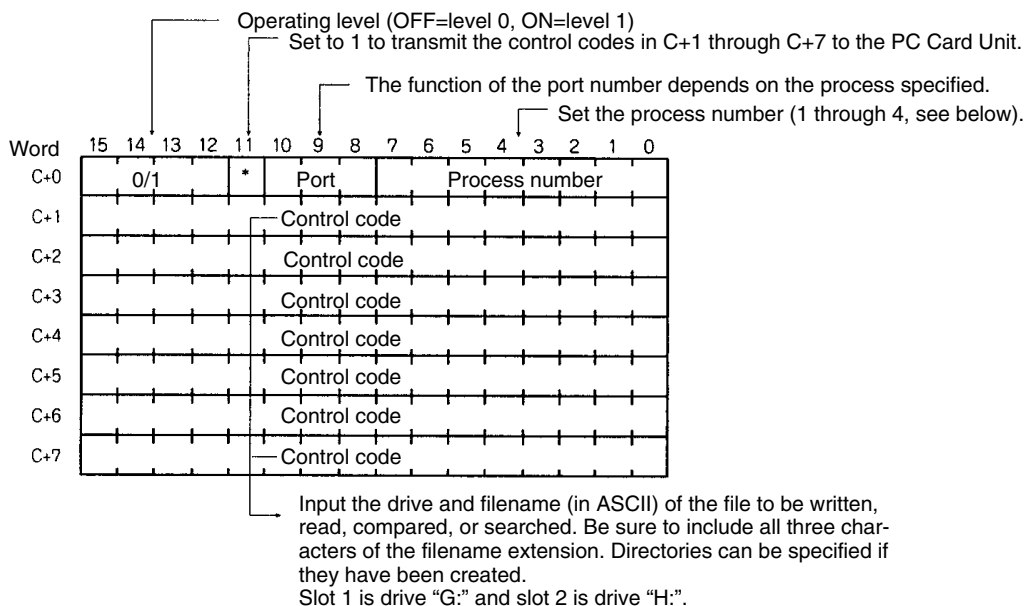 Operating level (OFF=level 0, ON=level 1)
Set to 1 to transmit the control codes in C+1 through C+7 to the PC Card Unit.
The function of the port number depends on the process specified.
Set the process number (1 through 4, see below).
Word 15 14 13 12 11 10 9 8 7 6 5 4 3 2 1 0
C+0 0/1 * Port Process number
C+1 Control code
C+2 Control code
C+3 Control code
C+4 Control code
C+5 Control code
C+6 Control code
C+7 Control code
Input the drive and filename (in ASCII) of the file to be written,
read, compared, or searched. Be sure to include all three char-
acters of the filename extension. Directories can be specified if
they have been created.
Slot 1 is drive “G:” and slot 2 is drive “H:”.